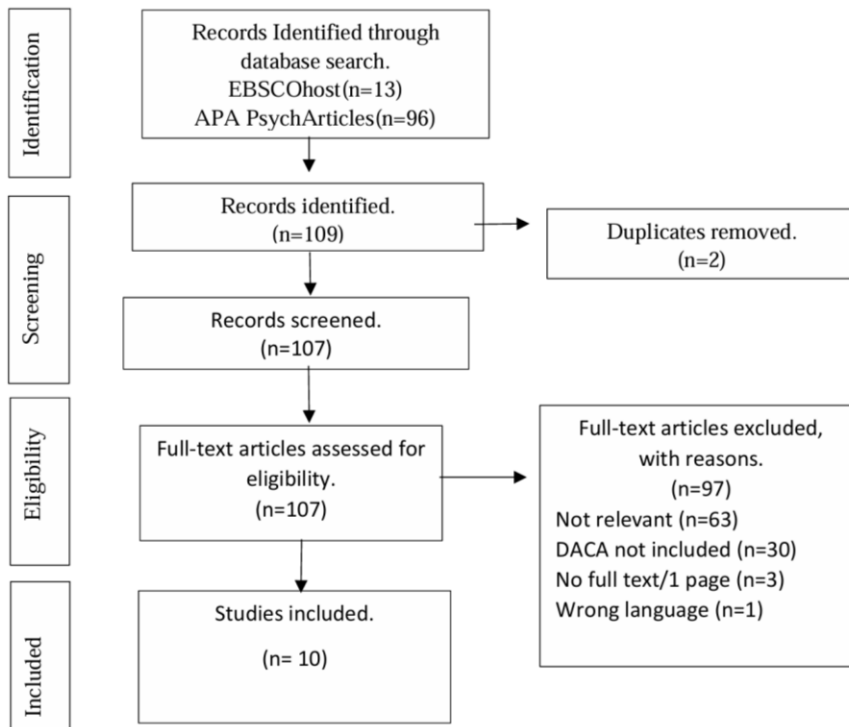 Identification
Records Identified through
database search.
EBSCOhost(n=13)
APA PsychArticles(n=96)
Screening
Records identified.
(n=109)
Duplicates removed.
(n=2)
Records screened.
(n=107)
Eligibility
Full-text articles assessed for
eligibility.
(n=107)
Full-text articles excluded,
with reasons.
(n=97)
Not relevant (n=63)
DACA not included (n=30)
No full text/1 page (n=3)
Wrong language (n=1)
Included
Studies included.
(n= 10)